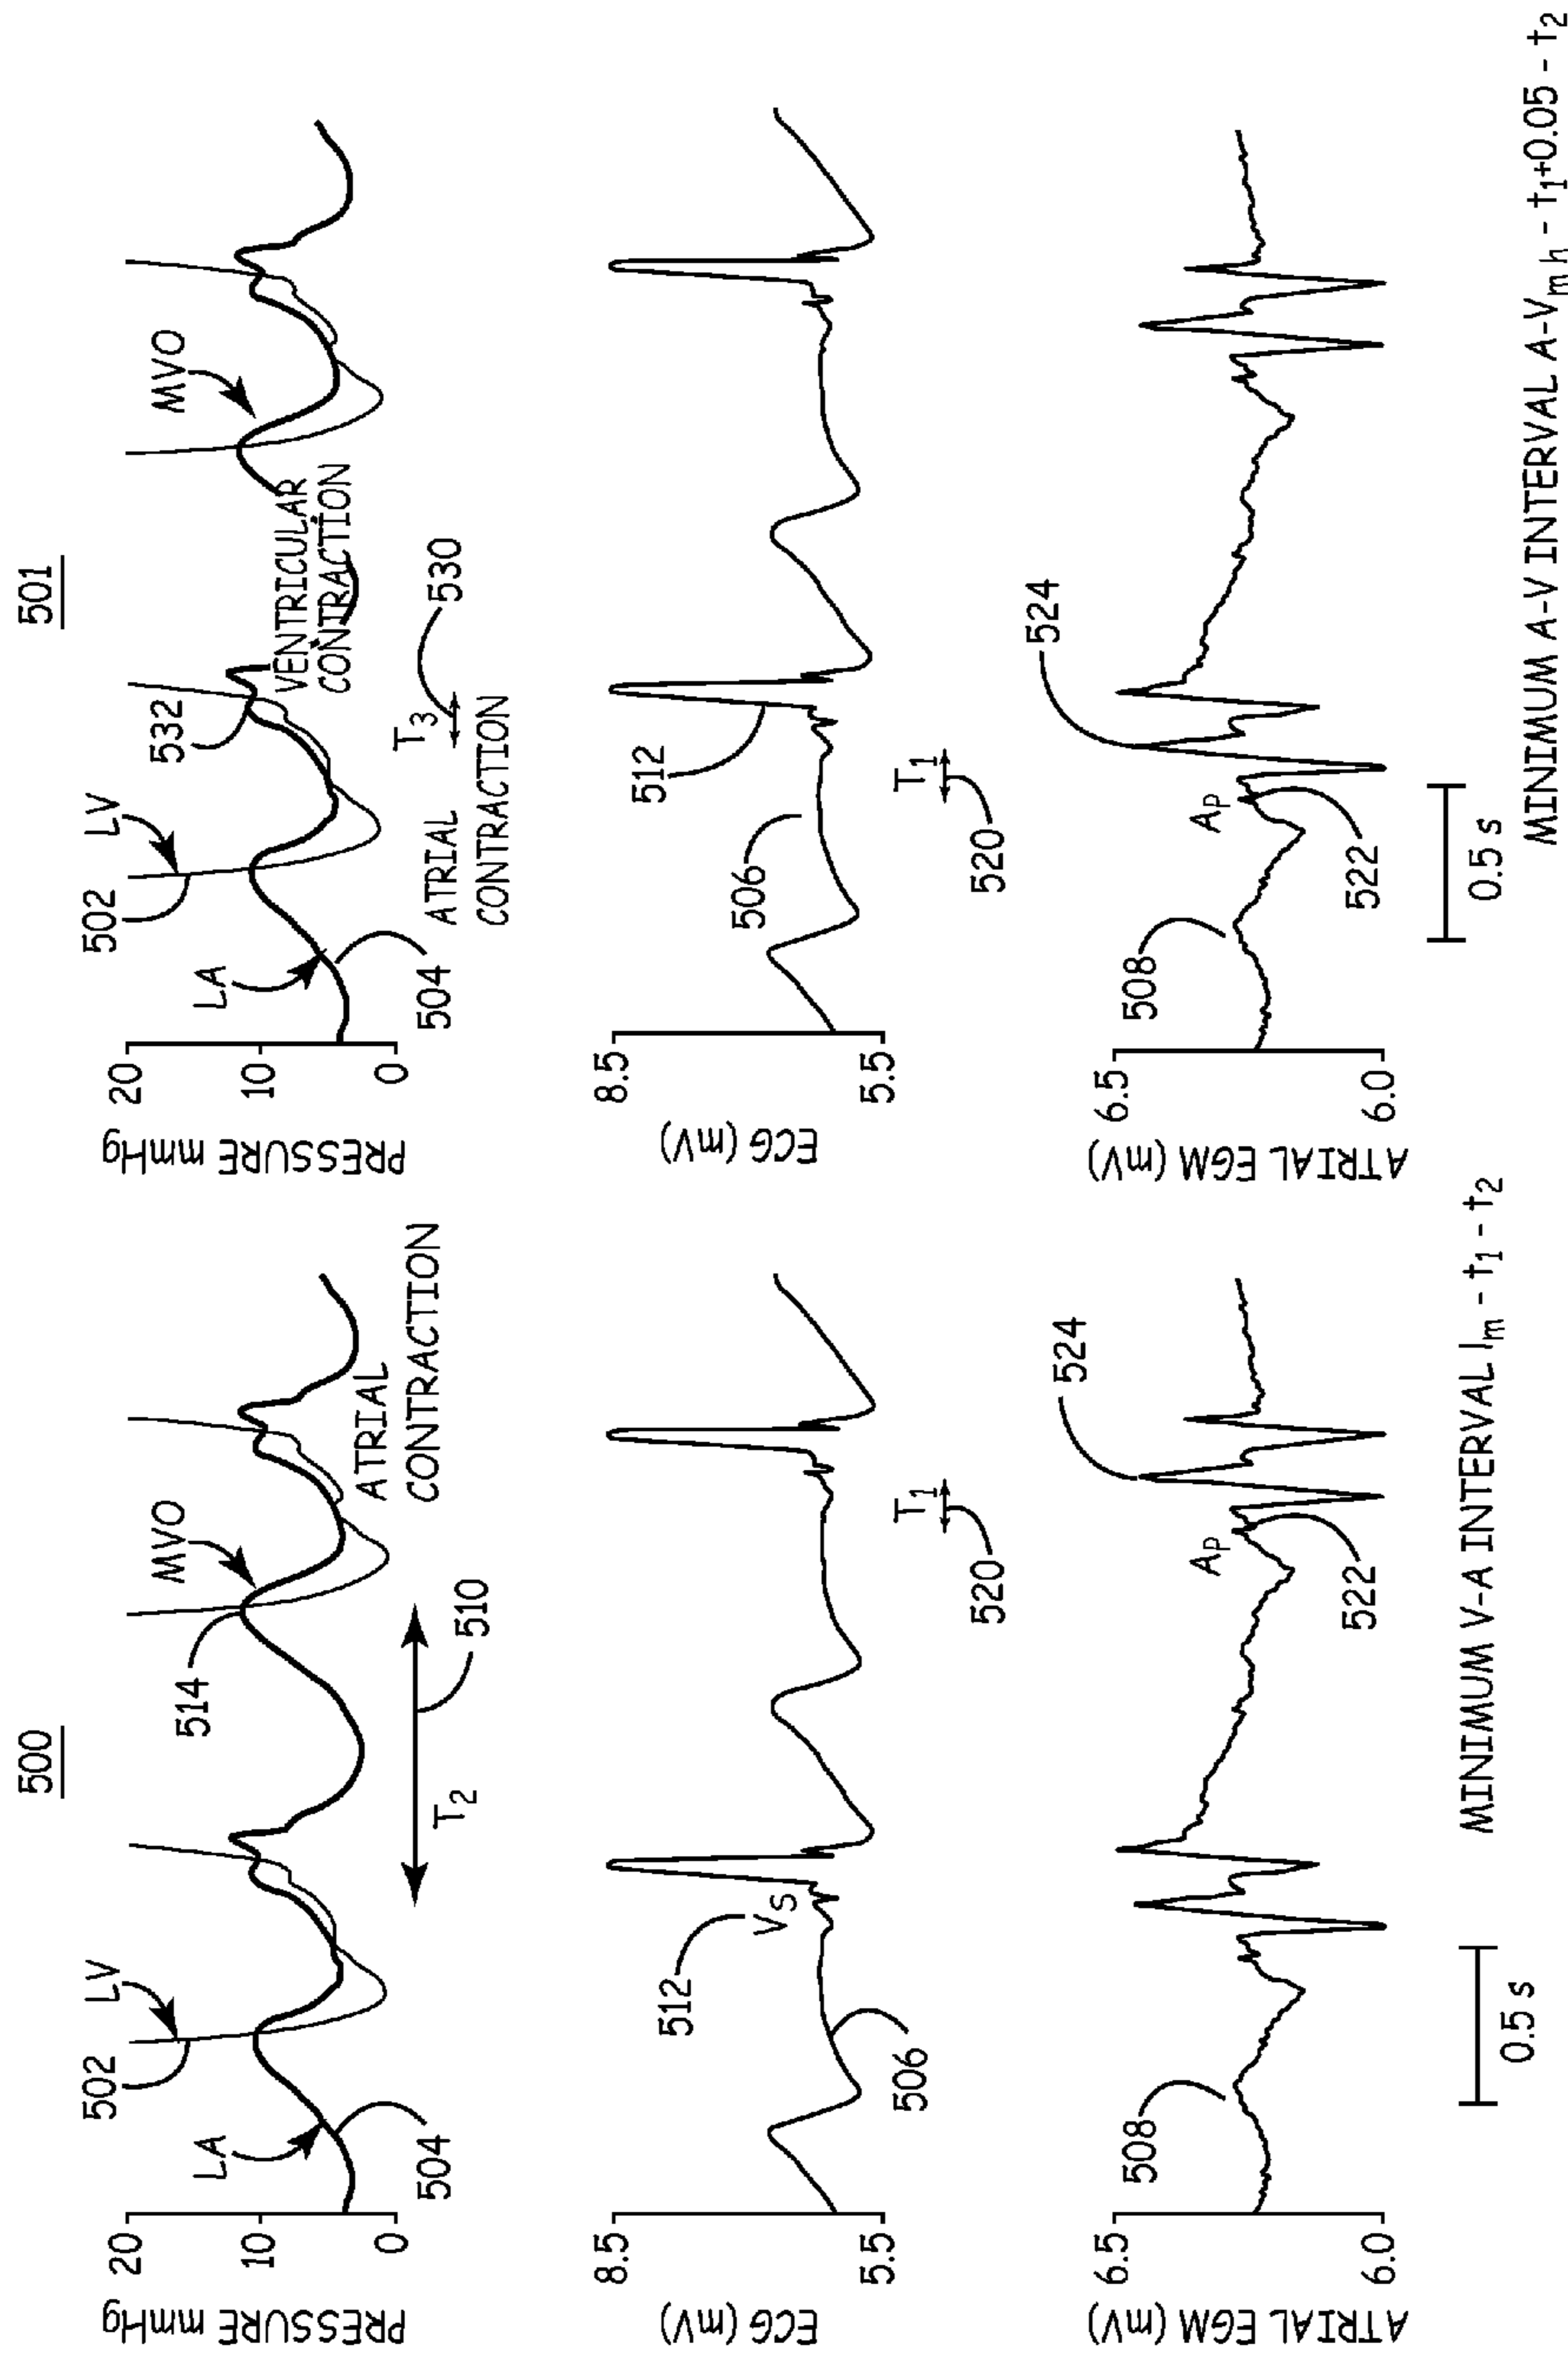 500
PRESSURE mmHg
20
10
0
502
LV
LA
504
514
MVO
T2
510
ATRIAL
CONTRACTION
ECG (mV)
8.5
5.5
512
VS
506
T1
520
ATRIAL EGM (mV)
6.5
6.0
508
AP
522
524
0.5 s
MINIMUM V-A INTERVAL Im - t1 - t2
501
PRESSURE mmHg
20
10
0
502
LV
LA
504
532
MVO
VENTRICULAR
CONTRACTION
T3
530
ATRIAL
CONTRACTION
ECG (mV)
8.5
5.5
512
506
T1
520
ATRIAL EGM (mV)
6.5
6.0
508
AP
522
524
0.5 s
MINIMUM A-V INTERVAL A-Vm h - t1+0.05 - t2